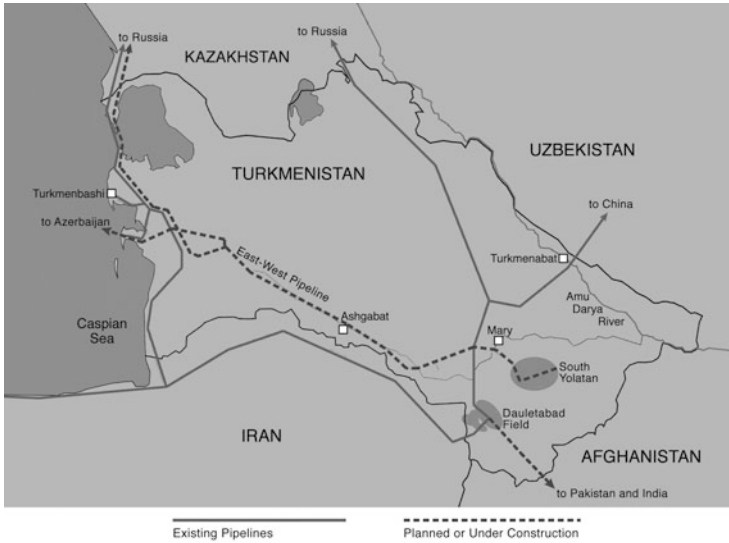 to Russia
to Russia
KAZAKHSTAN
UZBEKISTAN
TURKMENISTAN
Turkmenbashi
to China
to Azerbaijan
Turkmenabat
East-West Pipeline
Amu
Darya
River
Ashgabat
Caspian
Sea
Mary
South
Yolatan
Dauletabad
Field
IRAN
AFGHANISTAN
to Pakistan and India
Existing Pipelines
Planned or Under Construction